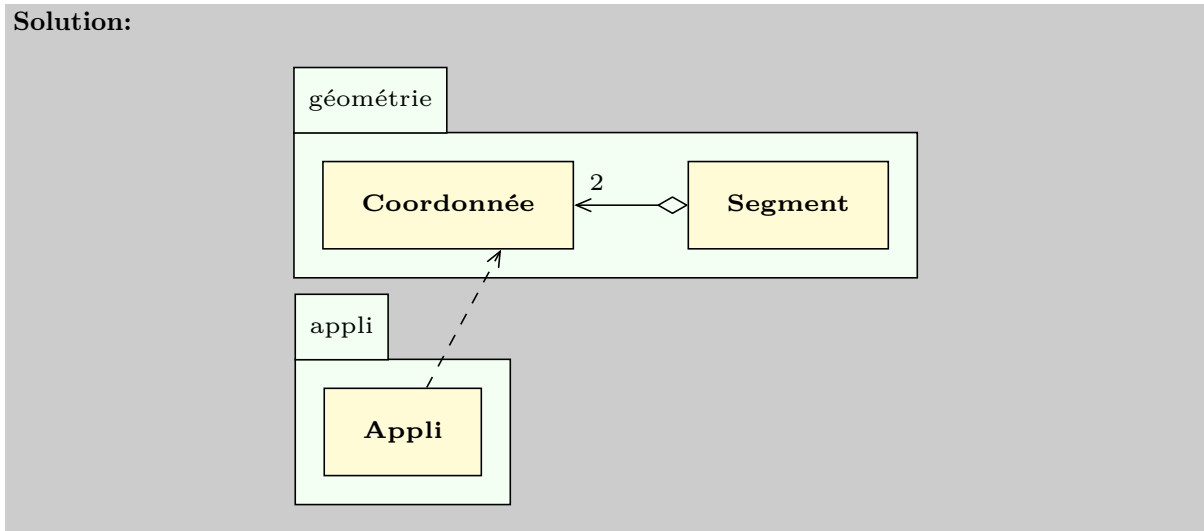 Solution:
géométrie
Coordonnée
2
Segment
appli
Appli